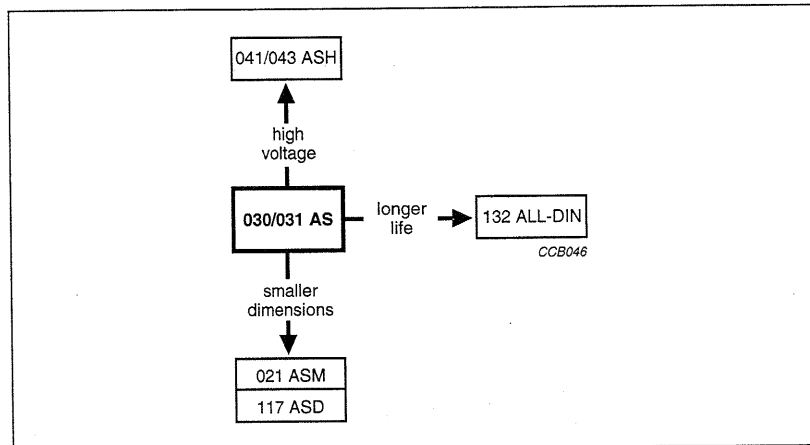 041/043 ASH
high
voltage
030/031 AS
longer
life
132 ALL-DIN
CCB046
smaller
dimensions
021 ASM
117 ASD